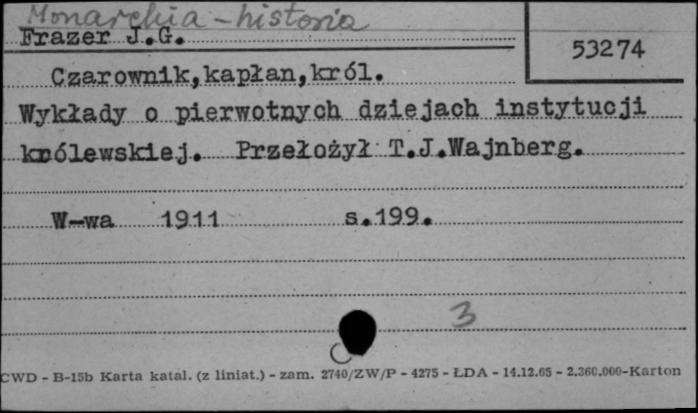 Monarchia - historia
Frazer J.G.
53274
Czarownik,kapłan,król.
Wykłady o pierwotnych dziejach instytucji
królewskiej. Przełożył T.J.Wajnberg.
W-wa 1911 s.199.
3
CWD - B-15b Karta katal. (z liniat.) - zam. 2740/ZW/P - 4275 - ŁDA - 14.12.65 - 2.360.000-Karton